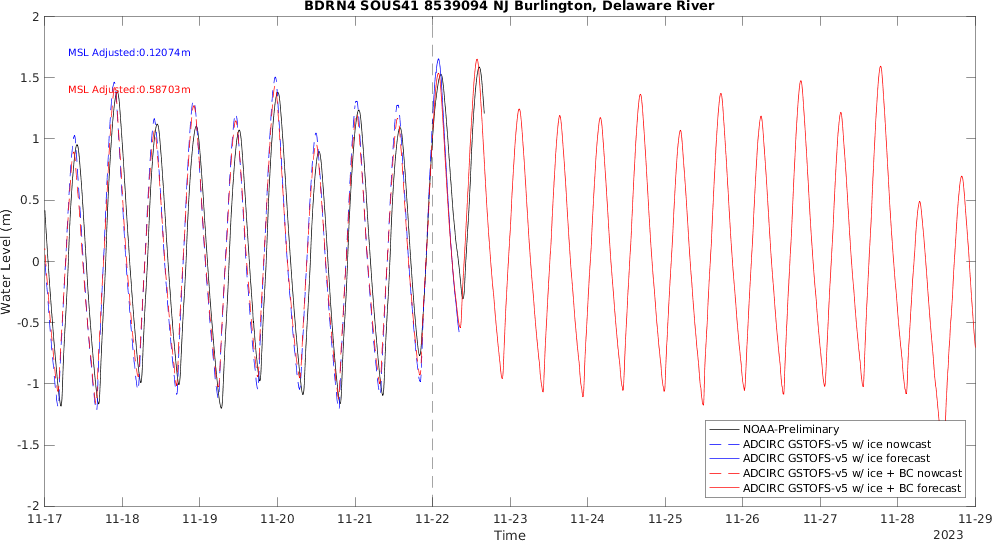 BDRN4 SOUS41 8539094 NJ Burlington, Delaware River
MSL Adjusted:0.12074m
MSL Adjusted:0.58703m
Water Level (m)
2
1.5
1
0.5
0
-0.5
-1
-1.5
-2
NOAA-Preliminary
ADCIRC GSTOFS-v5 w/ ice nowcast
ADCIRC GSTOFS-v5 w/ ice forecast
ADCIRC GSTOFS-v5 w/ ice + BC nowcast
ADCIRC GSTOFS-v5 w/ ice + BC forecast
11-17 11-18 11-19 11-20 11-21 11-22 11-23 11-24 11-25 11-26 11-27 11-28 11-29
Time
2023